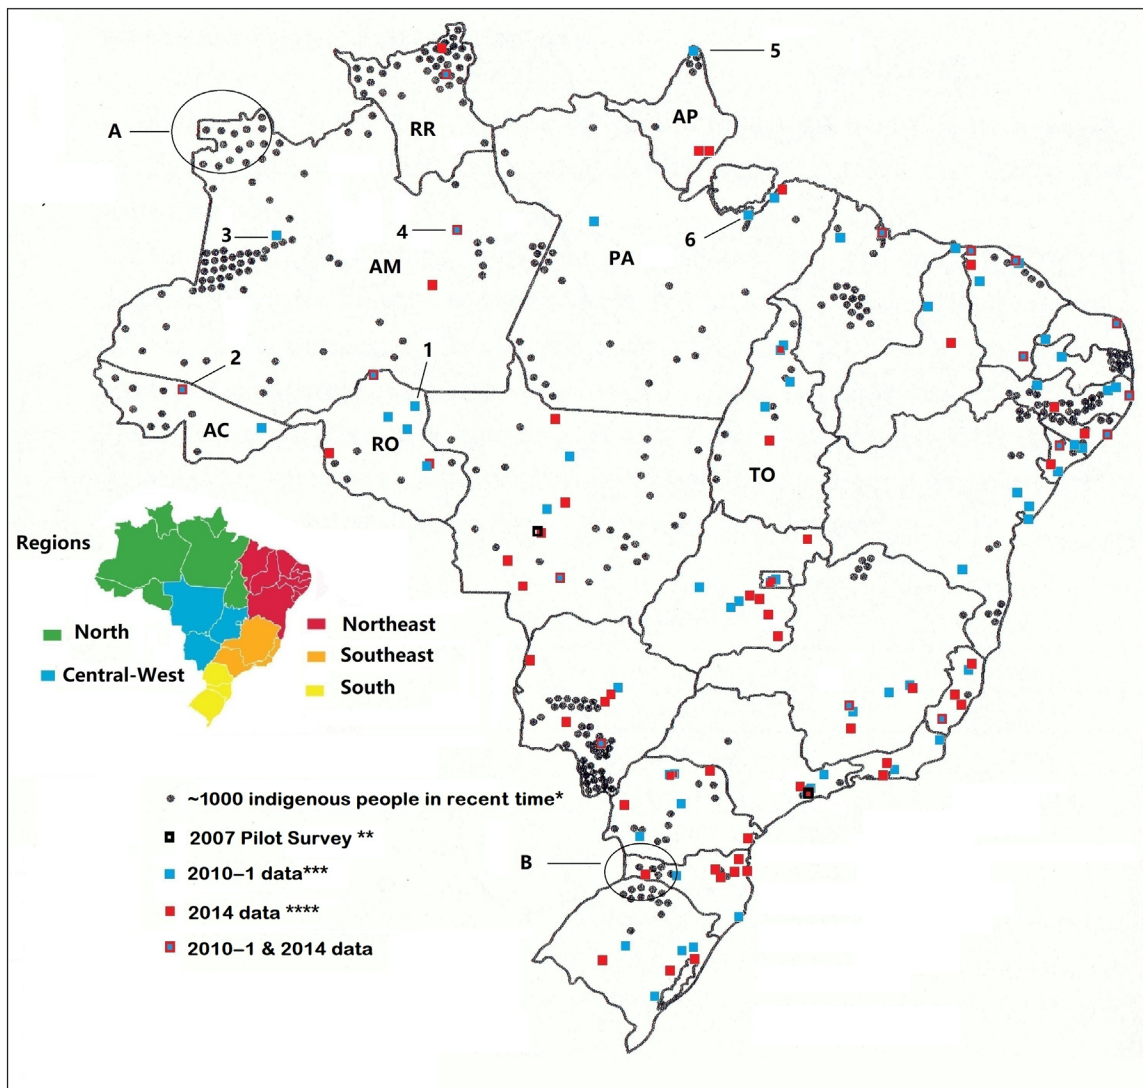 5
A
RR
AP
3
4
6
AM
PA
2
1
AC
RO
TO
Regions
North
Northeast
Central-West
Southeast
South
~1000 indigenous people in recent time*
2007 Pilot Survey **
B
2010–1 data***
2014 data ****
2010–1 & 2014 data